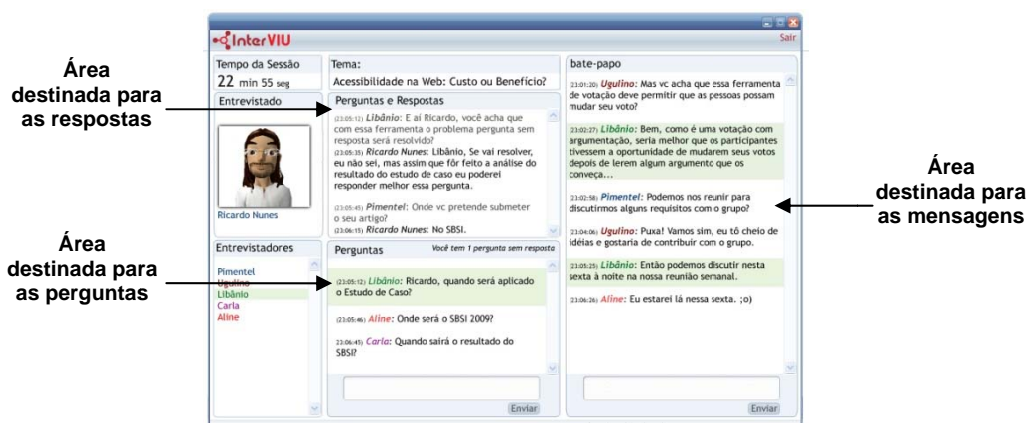 InterVIU
Sair
Tempo da Sessão
22 min 55 seg
Tema:
Acessibilidade na Web: Custo ou Benefício?
Área
destinada para
as respostas
Entrevistado
Ricardo Nunes
Perguntas e Respostas
(23:05:12) Libânio: E aí Ricardo, você acha que
com essa ferramenta o problema pergunta sem
resposta será resolvido?
(23:05:35) Ricardo Nunes: Libânio, Se vai resolver,
eu não sei, mas assim que fôr feito a análise do
resultado do estudo de caso eu poderei
responder melhor essa pergunta.
(23:05:45) Pimentel: Onde vc pretende submeter
o seu artigo?
(23:06:15) Ricardo Nunes: No SBSI.
Área
destinada para
as perguntas
Entrevistadores
Pimentel
Ugulino
Libânio
Carla
Aline
Perguntas
Você tem 1 pergunta sem resposta
(23:05:12) Libânio: Ricardo, quando será aplicado
o Estudo de Caso?
(23:05:46) Aline: Onde será o SBSI 2009?
23:06:45) Carla: Quando sairá o resultado do
SBSI?
Enviar
bate-papo
23:01:20) Ugulino: Mas vc acha que essa ferramenta
de votação deve permitir que as pessoas possam
mudar seu voto?
23:02:27) Libânio: Bem, como é uma votação com
argumentação, seria melhor que os participantes
tivessem a oportunidade de mudarem seus votos
depois de lerem algum argumento que os
conveça...
23:02:58) Pimentel: Podemos nos reunir para
discutirmos alguns requisitos com o grupo?
23:04:06) Ugulino: Puxa! Vamos sim, eu tô cheio de
idéias e gostaria de contribuir com o grupo.
23:05:25) Libânio: Então podemos discutir nesta
sexta à noite na nossa reunião semanal.
23:06:26) Aline: Eu estarei lá nessa sexta. ;o)
Enviar
Área
destinada para
as mensagens